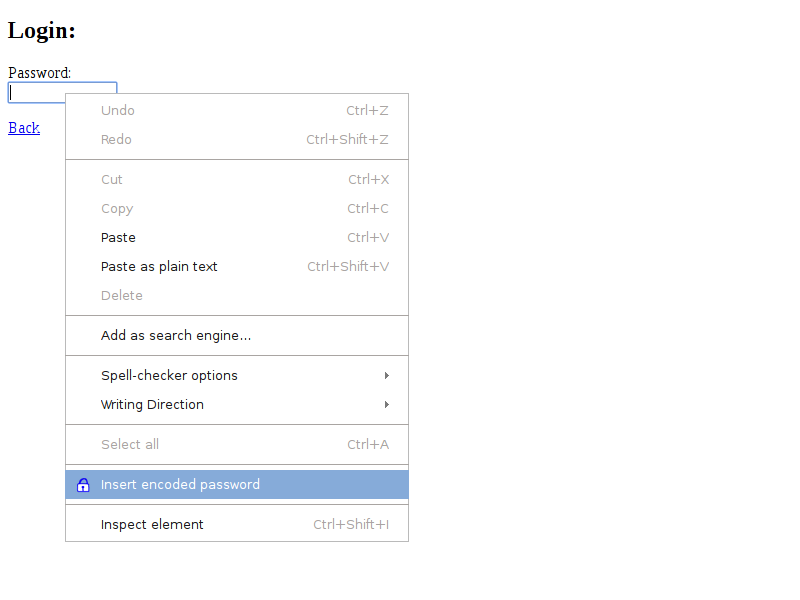 Login:
Password:
Back
Undo Ctrl+Z
Redo Ctrl+Shift+Z
Cut Ctrl+X
Copy Ctrl+C
Paste Ctrl+V
Paste as plain text Ctrl+Shift+V
Delete
Add as search engine...
Spell-checker options
Writing Direction
Select all Ctrl+A
Insert encoded password
Inspect element Ctrl+Shift+I